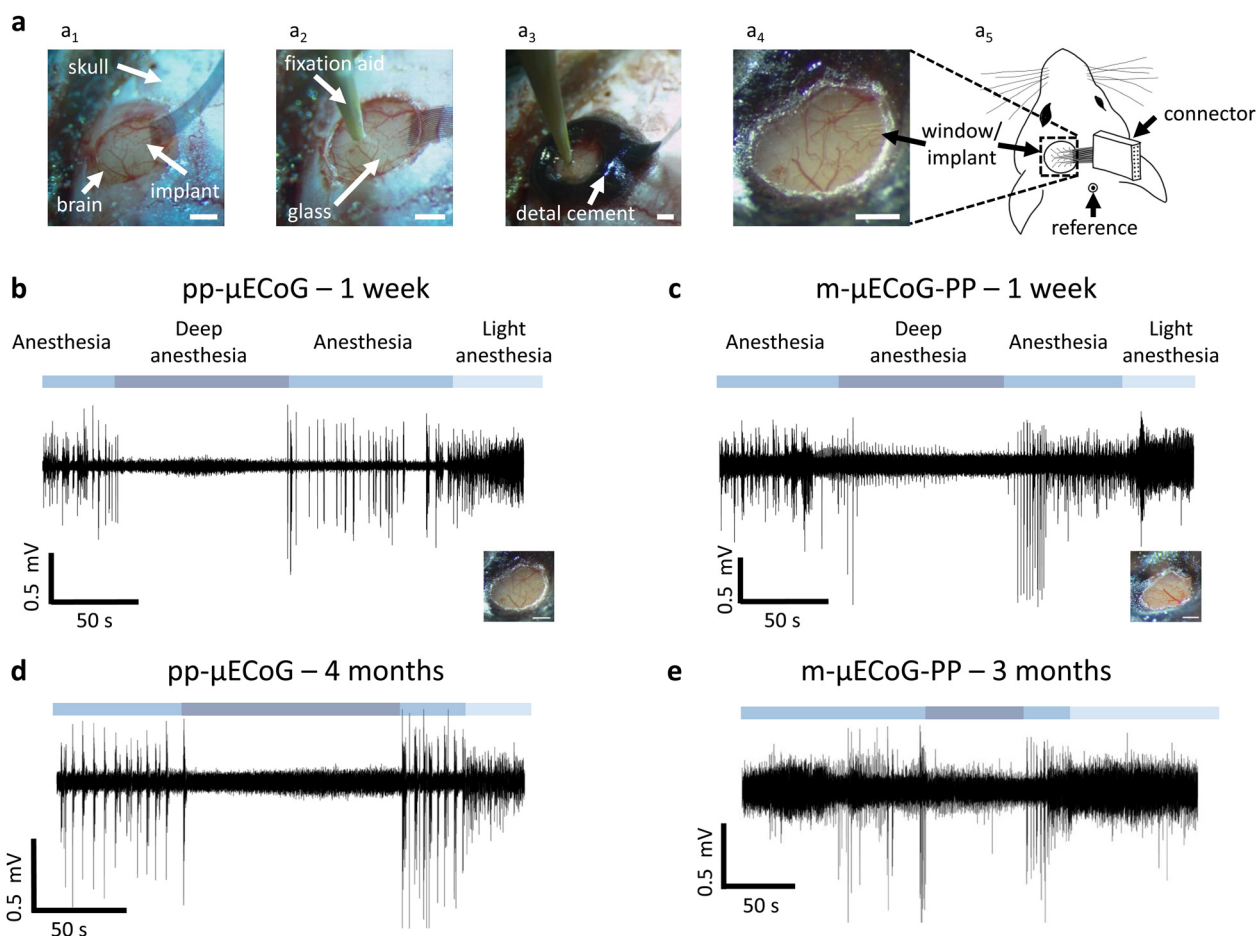 a
a1
a2
a3
a4
a5
skull
brain
implant
fixation aid
glass
detal cement
window/
implant
connector
reference
b
pp-μECoG – 1 week
Anesthesia
Deep
anesthesia
Anesthesia
Light
anesthesia
0.5 mV
50 s
c
m-μECoG-PP – 1 week
Anesthesia
Deep
anesthesia
Anesthesia
Light
anesthesia
0.5 mV
50 s
d
pp-μECoG – 4 months
0.5 mV
50 s
e
m-μECoG-PP – 3 months
0.5 mV
50 s